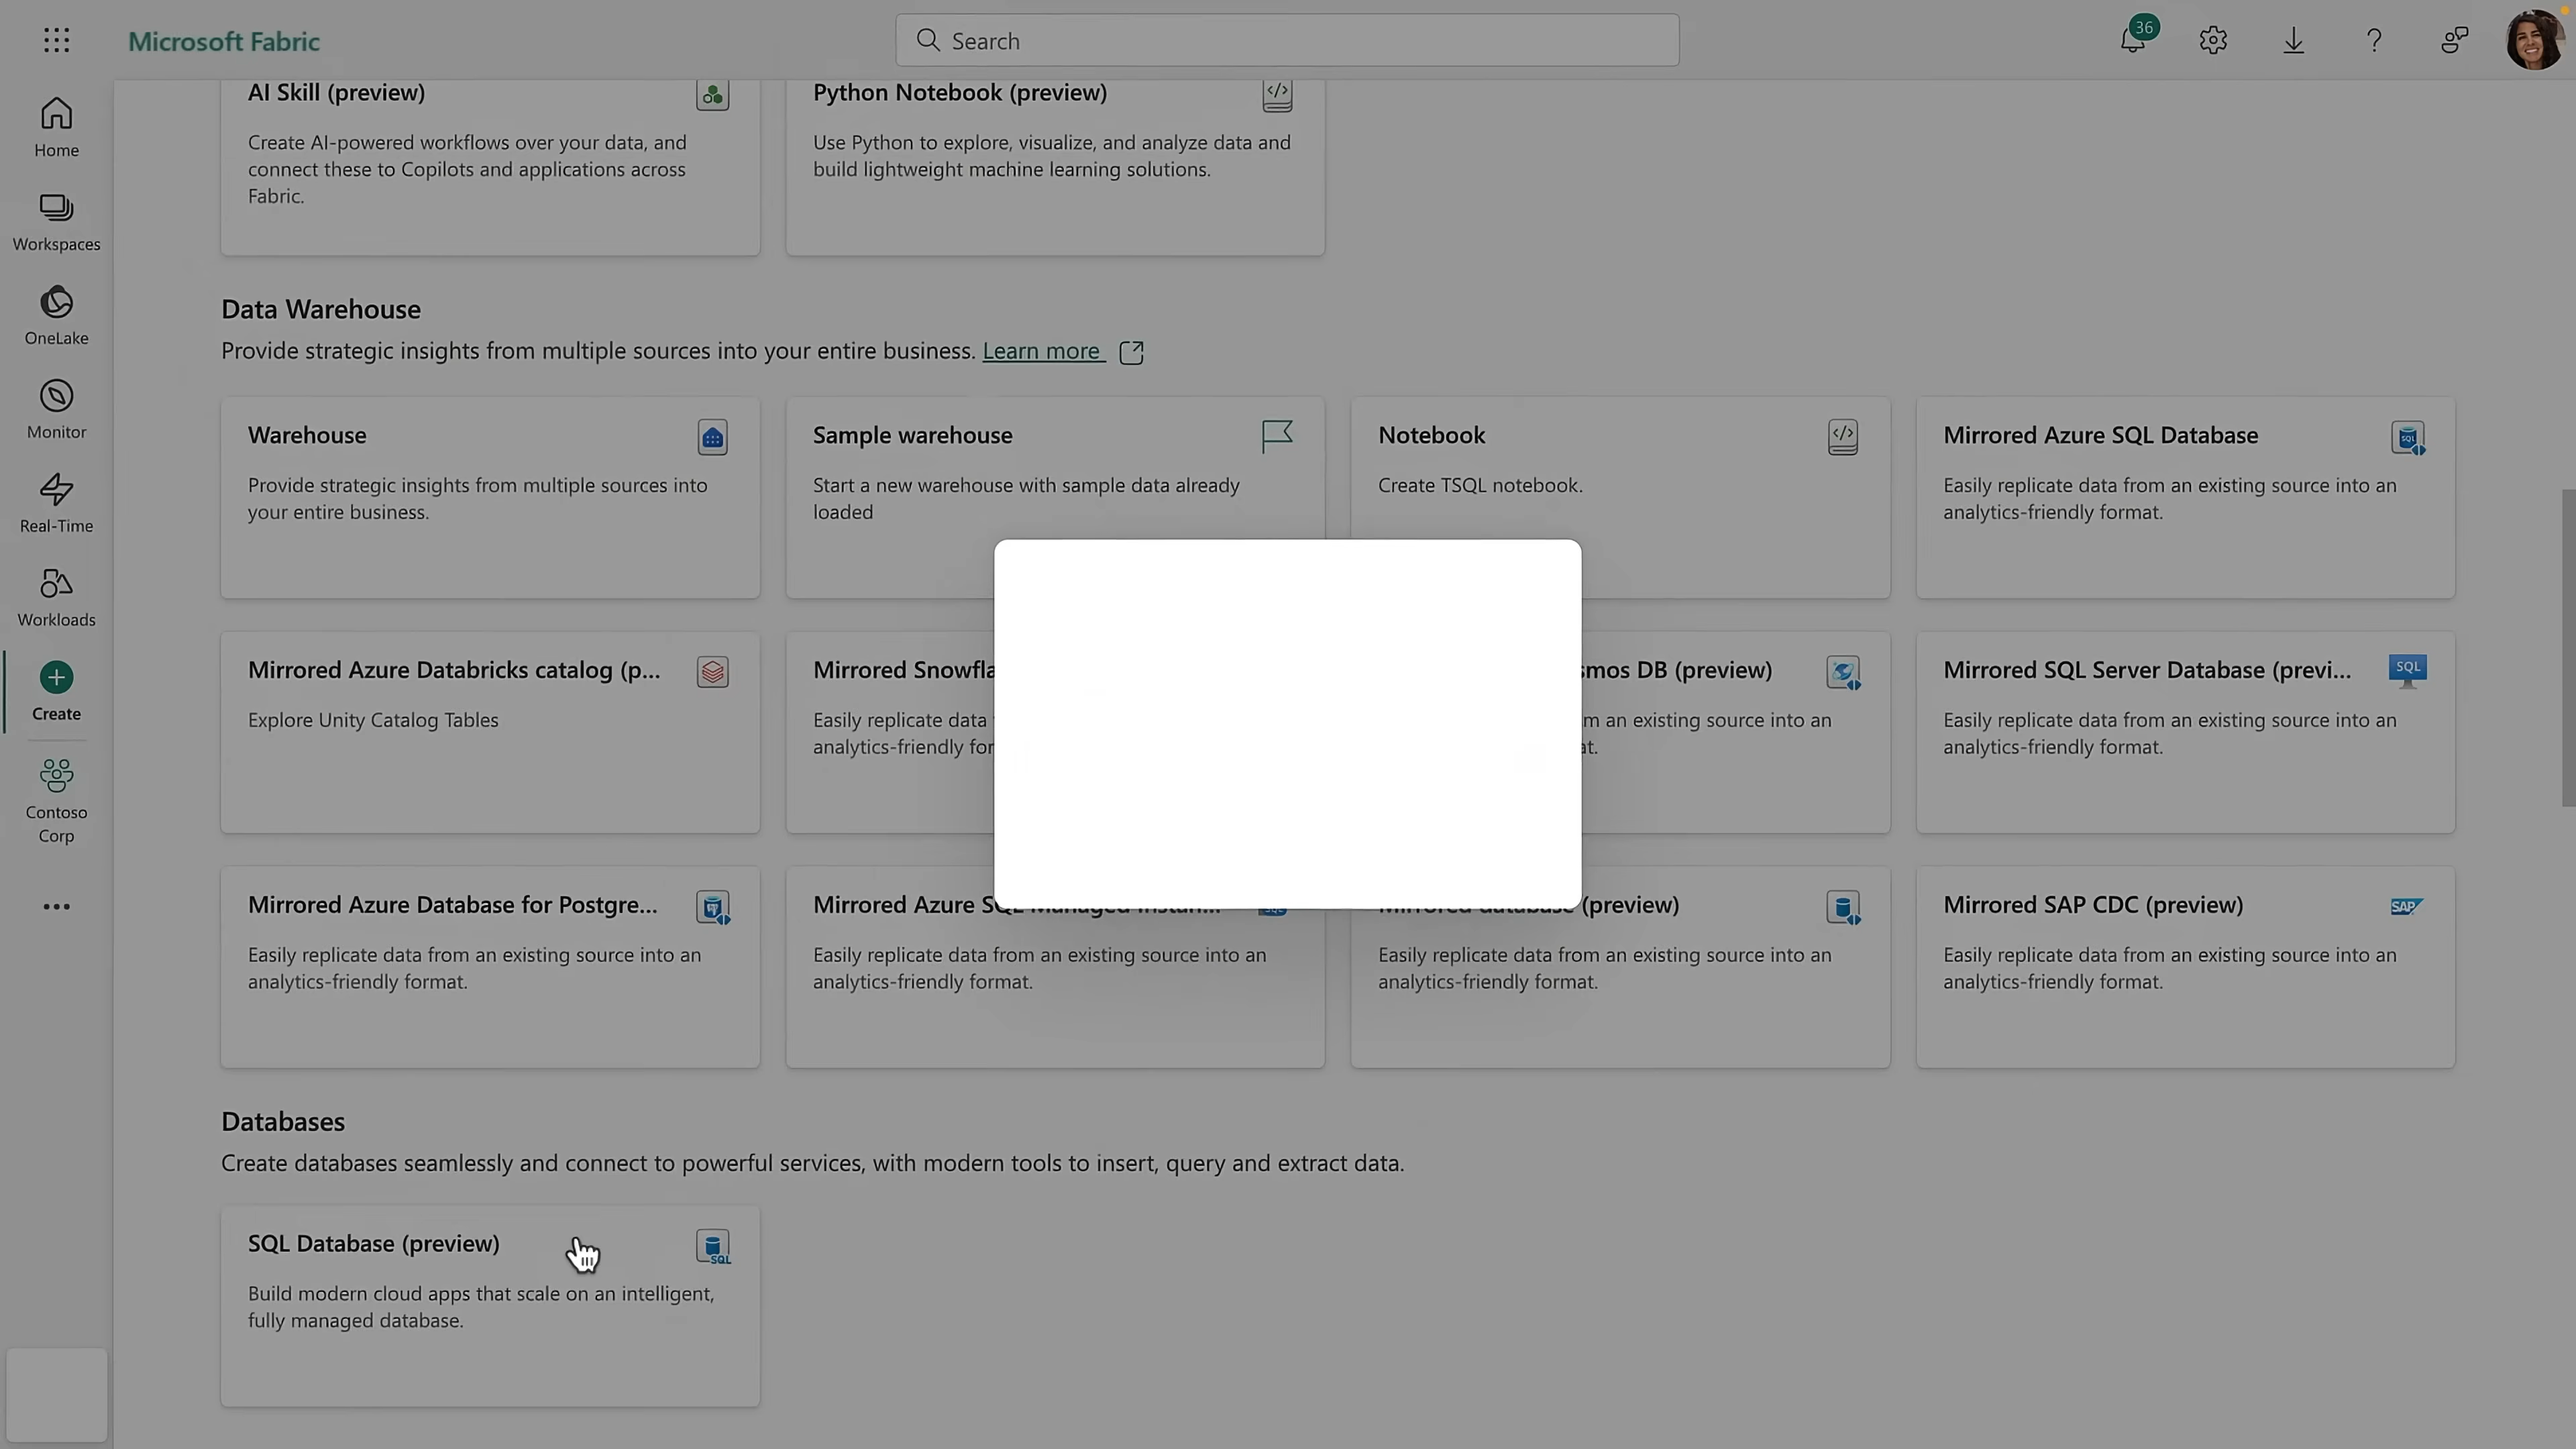 Microsoft Fabric
Search
36
Home
Workspaces
OneLake
Monitor
Real-Time
Workloads
Create
Contoso
Corp
AI Skill (preview)
Create AI-powered workflows over your data, and
connect these to Copilots and applications across
Fabric.
Python Notebook (preview)
Use Python to explore, visualize, and analyze data and
build lightweight machine learning solutions.
Data Warehouse
Provide strategic insights from multiple sources into your entire business. Learn more
Warehouse
Provide strategic insights from multiple sources into
your entire business.
Sample warehouse
Start a new warehouse with sample data already
loaded
Notebook
Create TSQL notebook.
Mirrored Azure SQL Database
SQL
Easily replicate data from an existing source into an
analytics-friendly format.
Mirrored Azure Databricks catalog (p...
Explore Unity Catalog Tables
Mirrored
Easily replicate data
analytics-friendly
DB (preview)
an existing source into an
Mirrored SQL Server Database (previ...
SQL
Easily replicate data from an existing source into an
analytics-friendly format.
Mirrored Azure Database for Postgre...
Easily replicate data from an existing source into an
analytics-friendly format.
Mirrored Azure SQL Managed Instan...
Easily replicate data from an existing source into an
analytics-friendly format.
Mirrored database (preview)
Easily replicate data from an existing source into an
analytics-friendly format.
Mirrored SAP CDC (preview)
SAP
Easily replicate data from an existing source into an
analytics-friendly format.
Databases
Create databases seamlessly and connect to powerful services, with modern tools to insert, query and extract data.
SQL Database (preview)
SQL
Build modern cloud apps that scale on an intelligent,
fully managed database.